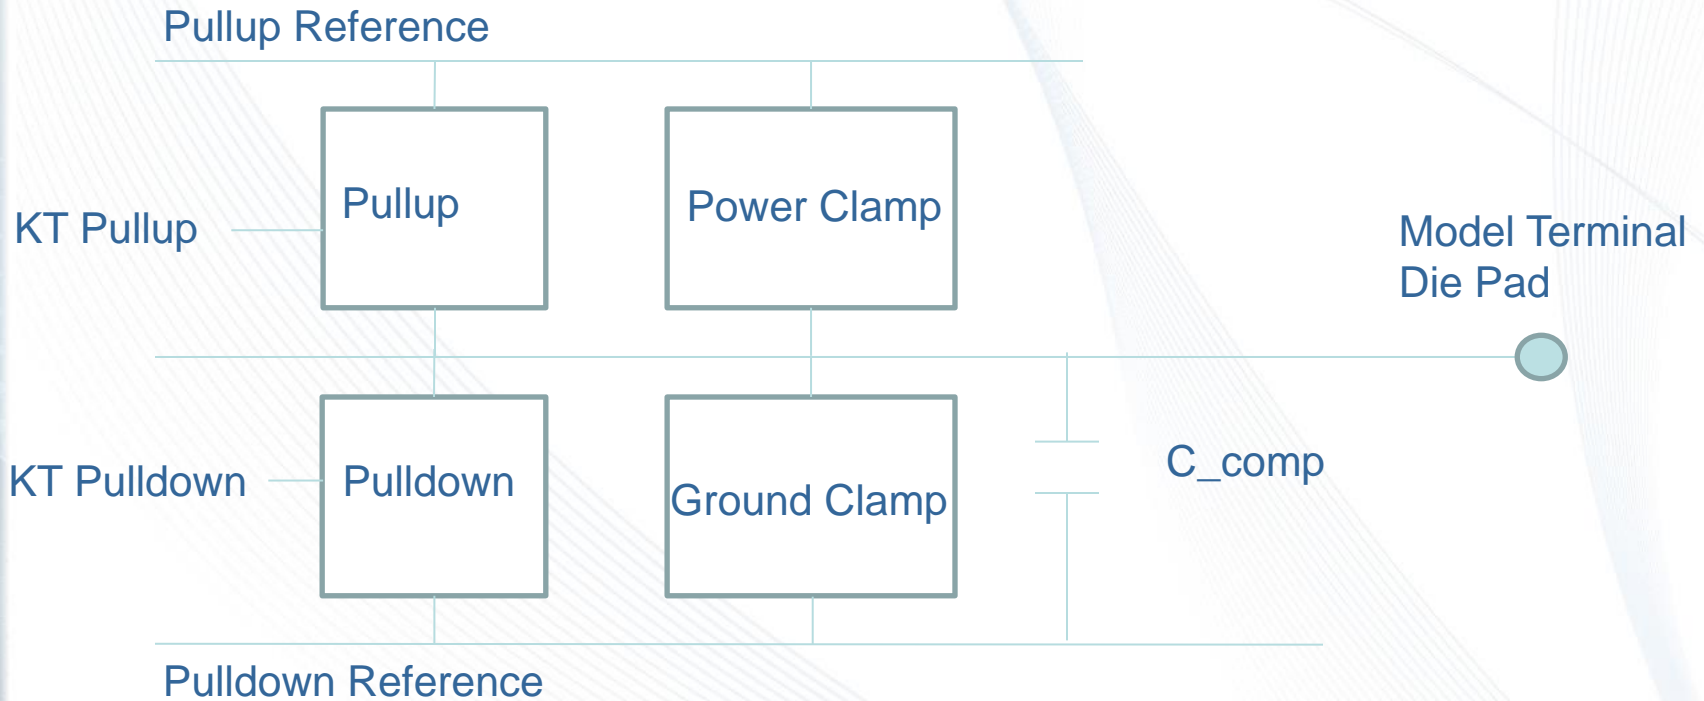 Pullup Reference
Pullup
Power Clamp
KT Pullup
Model Terminal
Die Pad
KT Pulldown
Pulldown
Ground Clamp
C_comp
Pulldown Reference